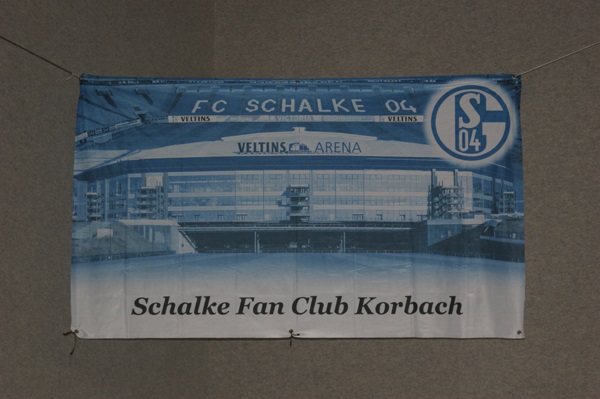 FC SCHALKE 04
VELTINS
VELTINS
VELTINS ARENA
S
04
Schalke Fan Club Korbach